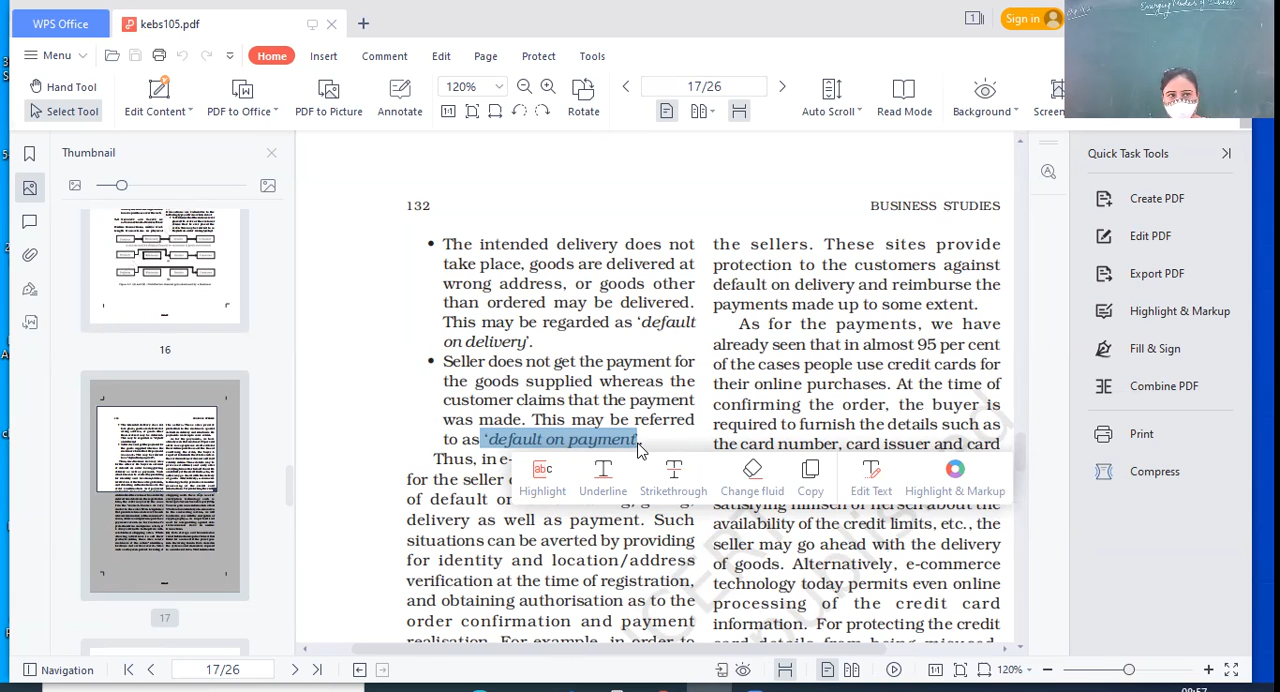 WPS Office
kebs105.pdf
Sign in
Emerging Modes of Business
Menu
Home
Insert
Comment
Edit
Page
Protect
Tools
Hand Tool
Select Tool
Edit Content
PDF to Office
PDF to Picture
Annotate
120%
Rotate
17/26
Auto Scroll
Read Mode
Background
Screen
Thumbnail
16
17
132
BUSINESS STUDIES
• The intended delivery does not
take place, goods are delivered at
wrong address, or goods other
than ordered may be delivered.
This may be regarded as ‘default
on delivery’.
• Seller does not get the payment for
the goods supplied whereas the
customer claims that the payment
was made. This may be referred
to as ‘default on payment’
Thus, in e-
for the seller
of default on
delivery as well as payment. Such
situations can be averted by providing
for identity and location/address
verification at the time of registration,
and obtaining authorisation as to the
order confirmation and payment
realisation. For example, in order to
the sellers. These sites provide
protection to the customers against
default on delivery and reimburse the
payments made up to some extent.
As for the payments, we have
already seen that in almost 95 per cent
of the cases people use credit cards for
their online purchases. At the time of
confirming the order, the buyer is
required to furnish the details such as
the card number, card issuer and card
Satisfying himself or herself about the
availability of the credit limits, etc., the
seller may go ahead with the delivery
of goods. Alternatively, e-commerce
technology today permits even online
processing of the credit card
information. For protecting the credit
card details from being misused,
Highlight
Underline
Strikethrough
Change fluid
Copy
Edit Text
Highlight & Markup
Quick Task Tools
Create PDF
Edit PDF
Export PDF
Highlight & Markup
Fill & Sign
Combine PDF
Print
Compress
Navigation
17/26
120%
09:57